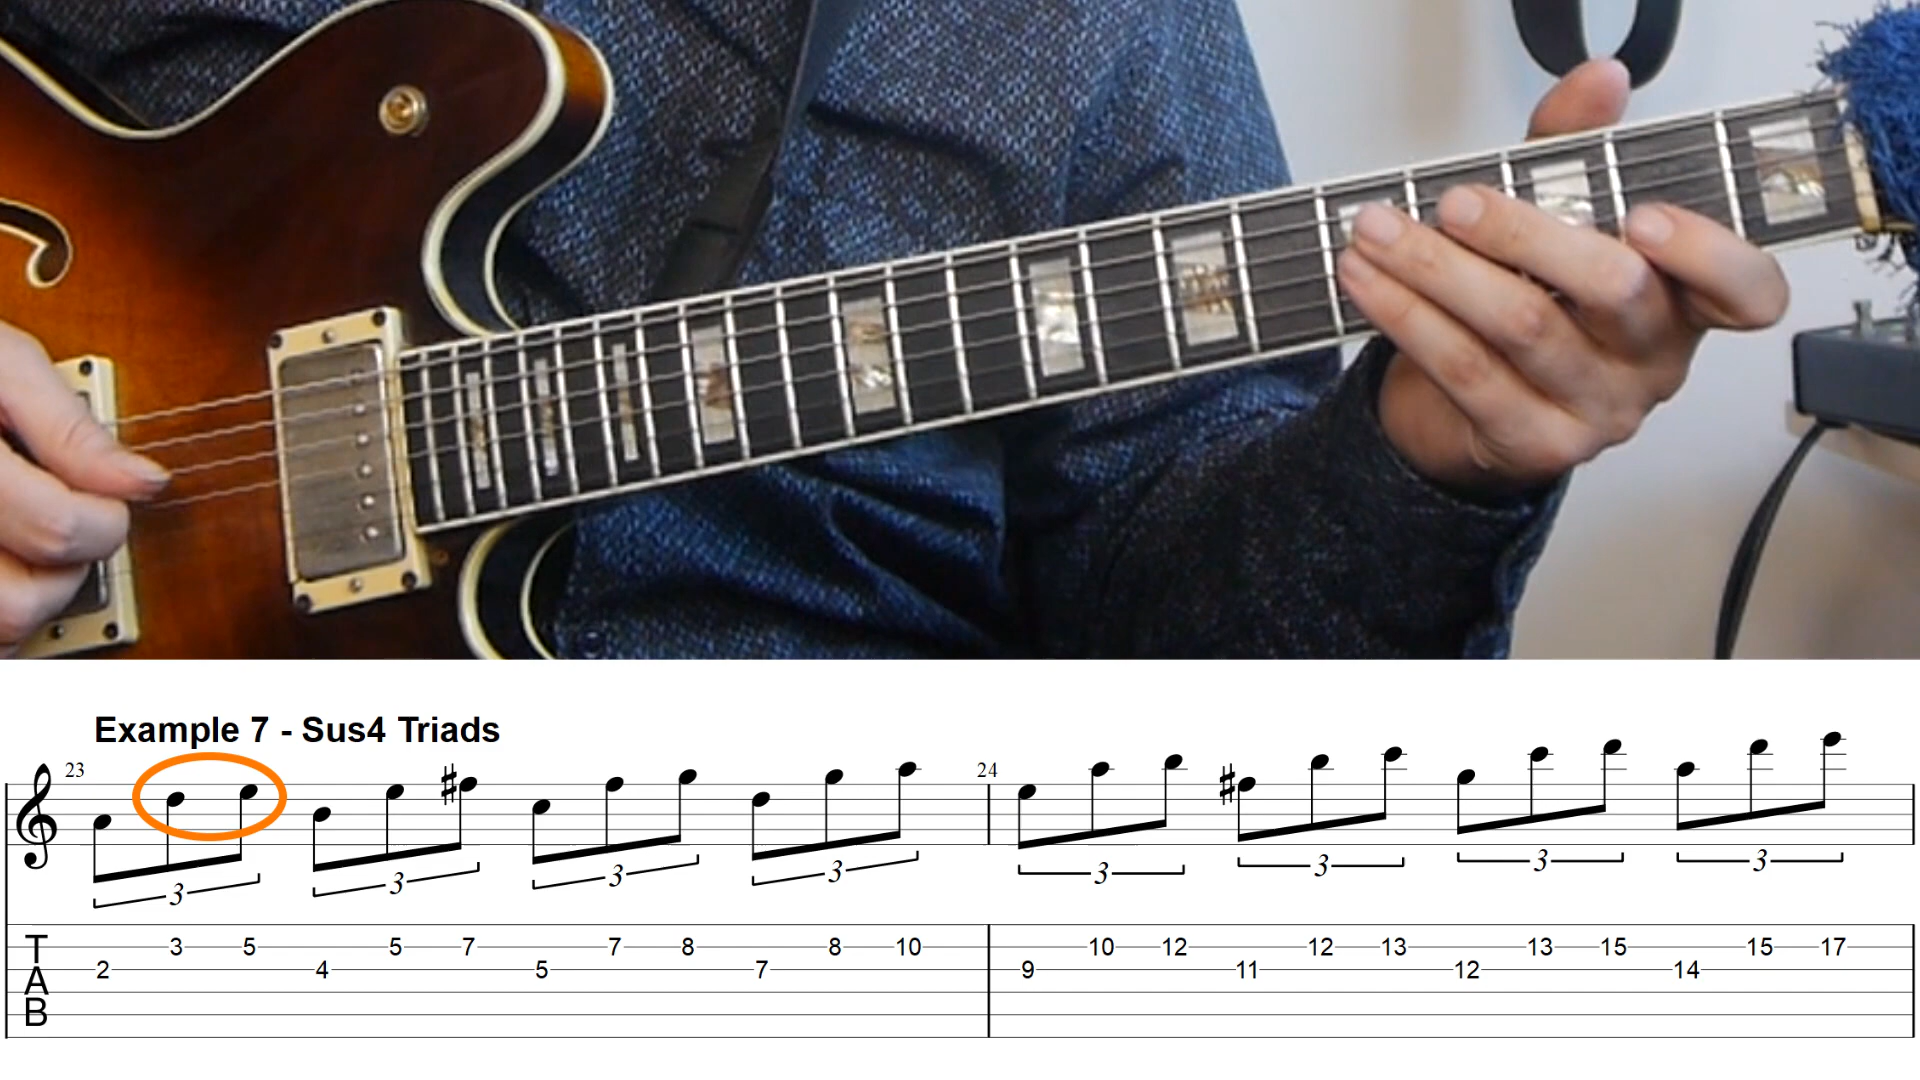 Example 7 - Sus4 Triads
23 24
3 3 3 3 3 3 3 3
T 3 5 5 7 7 8 8 10 10 12 12 13 13 15 15 17
A 2 4 5 7 9 11 12 14
B